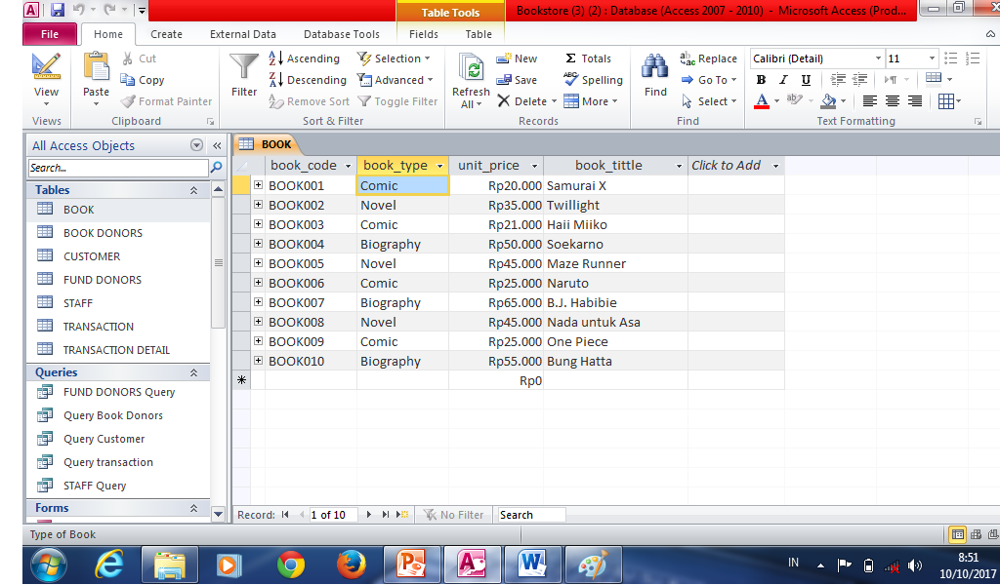 Table Tools
Bookstore (3) (2) : Database (Access 2007 - 2010) - Microsoft Access (Prod...
File Home Create External Data Database Tools Fields Table
View
Views
Paste
Cut
Copy
Format Painter
Clipboard
Filter
Ascending
Descending
Remove Sort
Selection
Advanced
Toggle Filter
Sort & Filter
Refresh
All
New
Save
Delete
Totals
Spelling
More
Records
Find
Replace
Go To
Select
Find
Calibri (Detail) 11
B I U
Text Formatting
All Access Objects
Search...
Tables
BOOK
BOOK DONORS
CUSTOMER
FUND DONORS
STAFF
TRANSACTION
TRANSACTION DETAIL
Queries
FUND DONORS Query
Query Book Donors
Query Customer
Query transaction
STAFF Query
Forms
BOOK
book_code book_type unit_price book_tittle Click to Add
BOOK001 Comic Rp20.000 Samurai X
BOOK002 Novel Rp35.000 Twillight
BOOK003 Comic Rp21.000 Haii Miiko
BOOK004 Biography Rp50.000 Soekarno
BOOK005 Novel Rp45.000 Maze Runner
BOOK006 Comic Rp25.000 Naruto
BOOK007 Biography Rp65.000 B.J. Habibie
BOOK008 Novel Rp45.000 Nada untuk Asa
BOOK009 Comic Rp25.000 One Piece
BOOK010 Biography Rp55.000 Bung Hatta
Rp0
Record: 1 of 10 No Filter Search
Type of Book
IN
8:51
10/10/2017